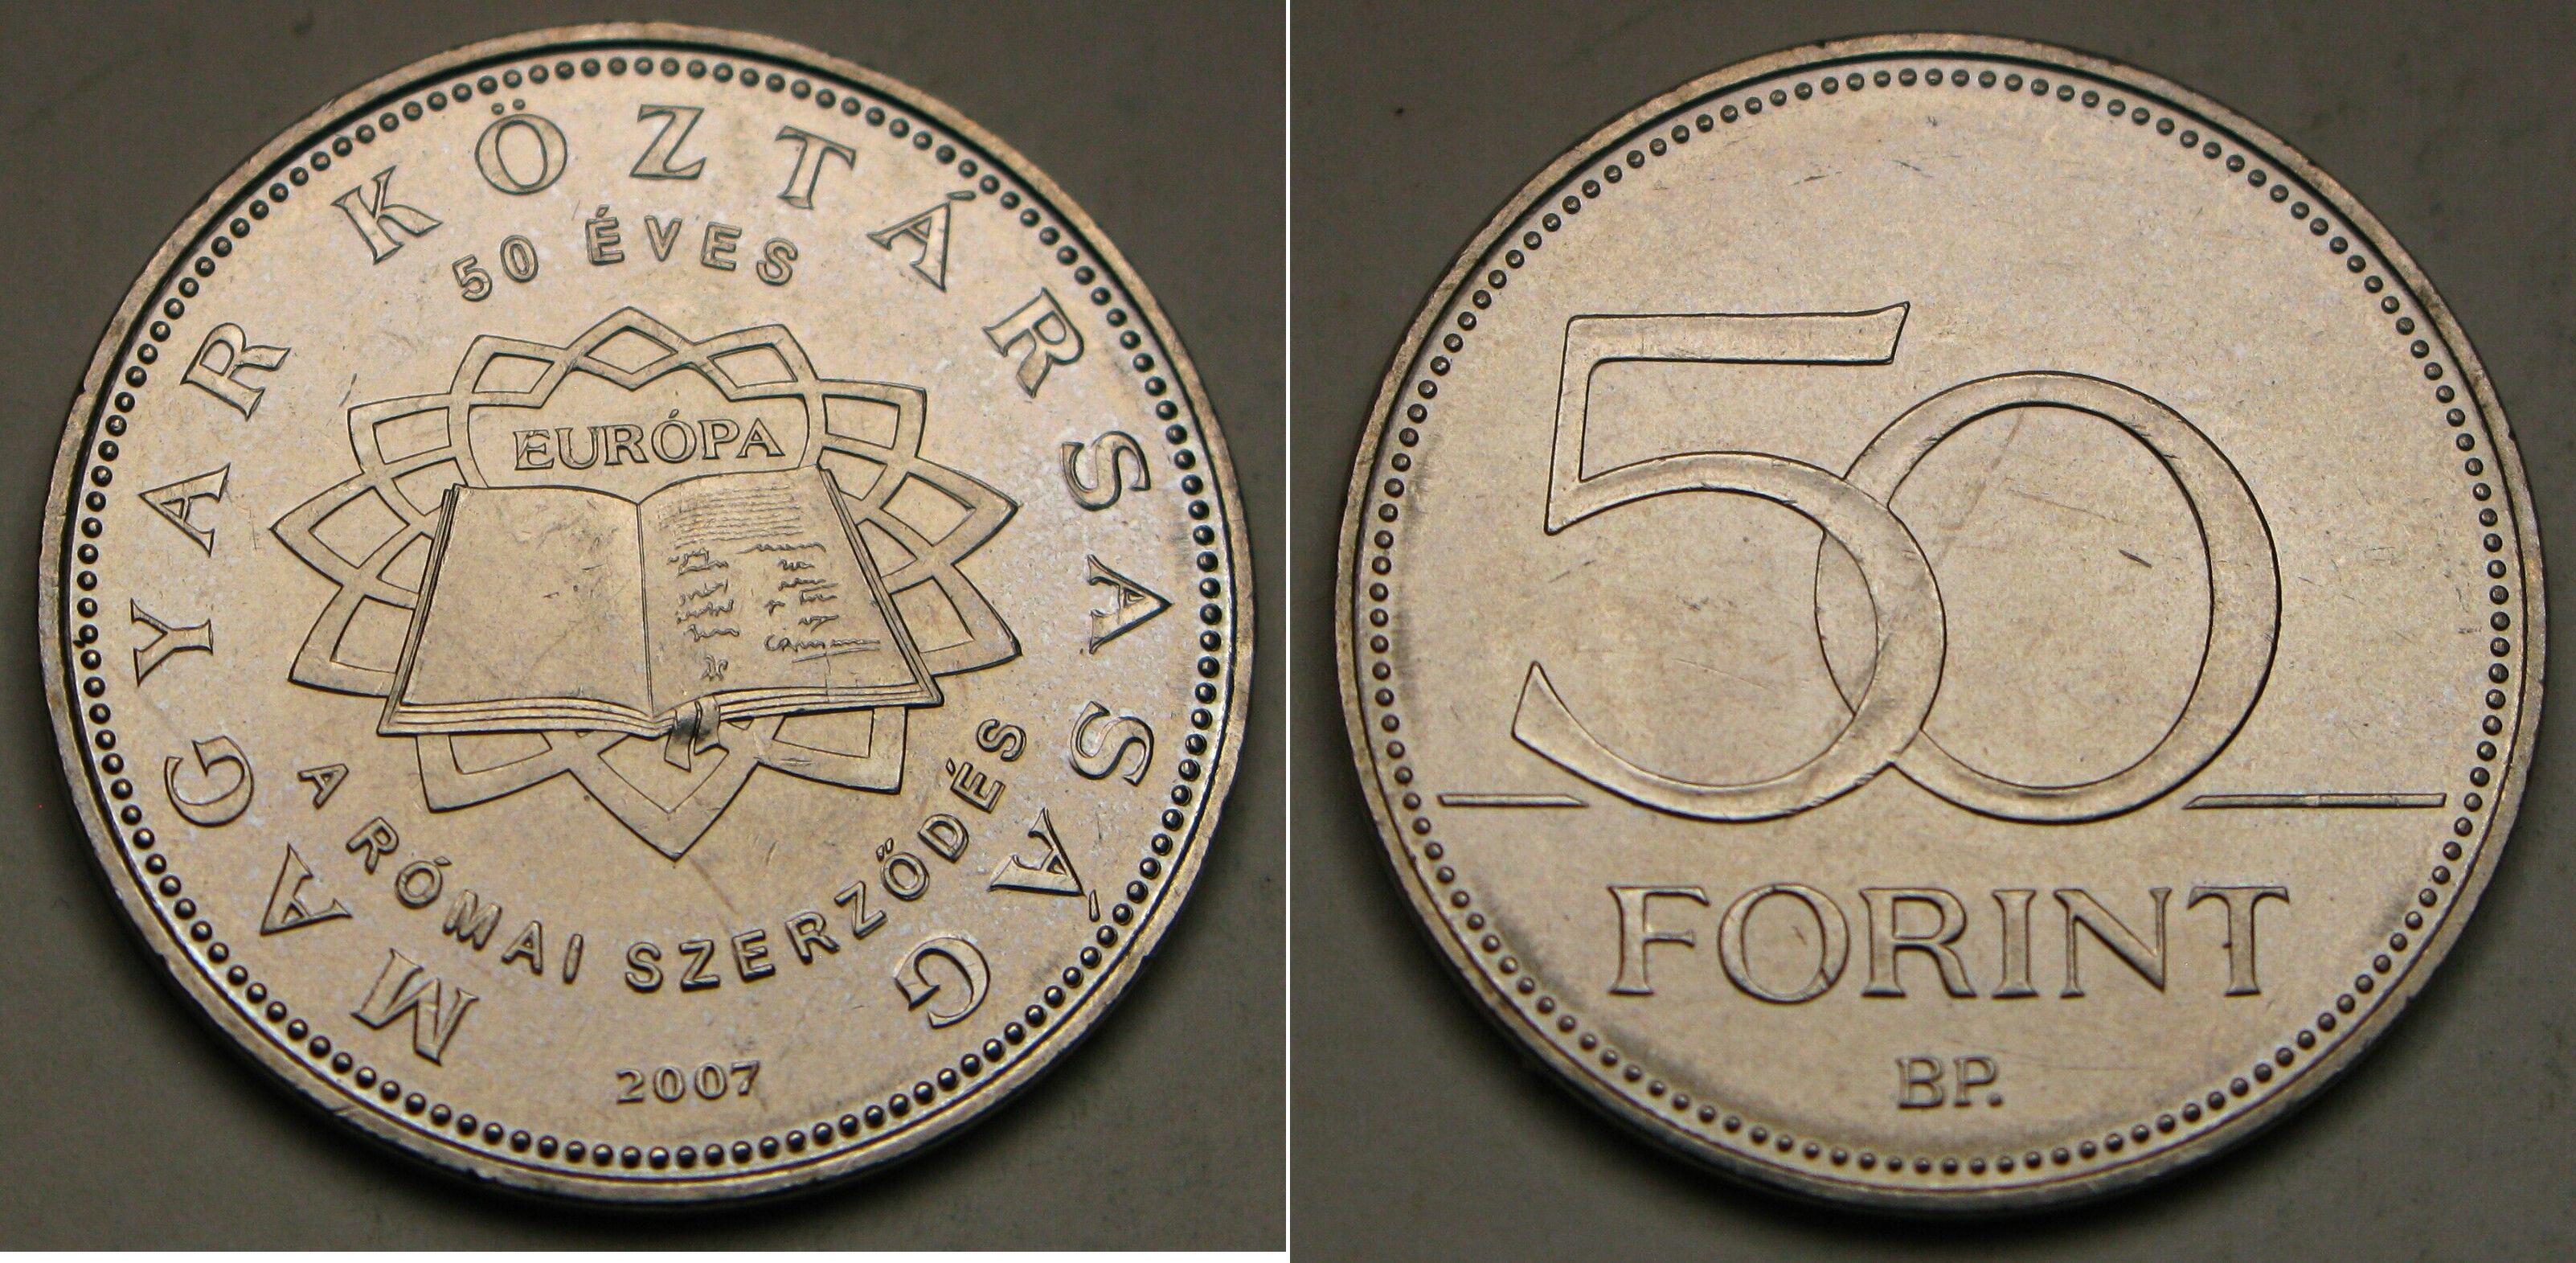 MAGYAR KÖZTÁRSASÁG
50 ÉVES
EURÓPA
A RÓMAI SZERZŐDÉS
2007
50
FORINT
BP.